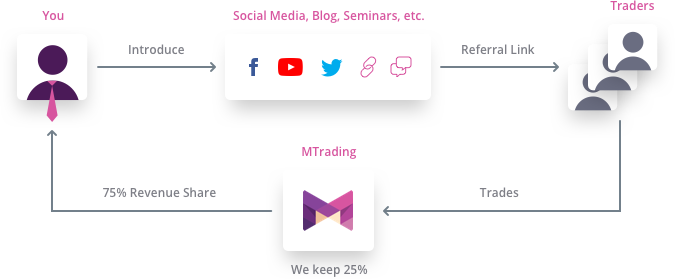 You
Social Media, Blog, Seminars, etc.
Traders
Introduce
Referral Link
MTrading
75% Revenue Share
Trades
We keep 25%